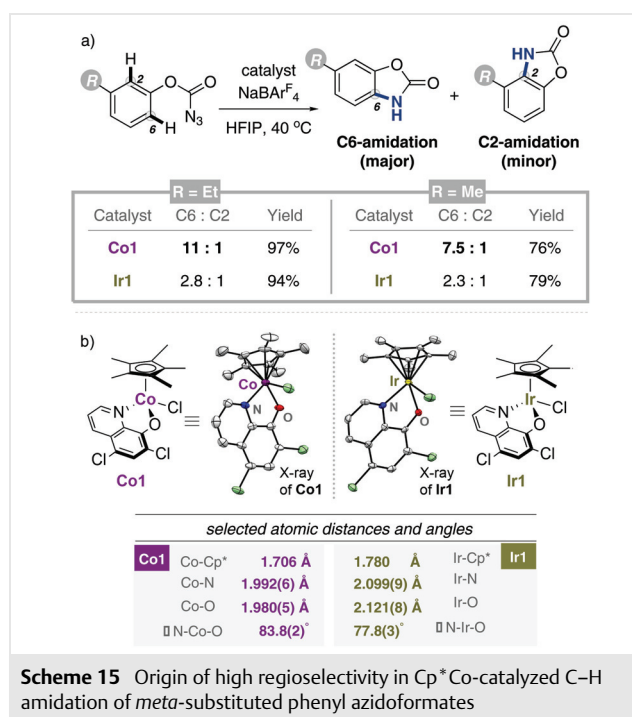 a)
R
H
2
O
O
6
H
N₃
catalyst
NaBArF₄
HFIP, 40 °C
R
O
O
6
N
H
C6-amidation
(major)
+
HN
O
R
2
O
C2-amidation
(minor)
R = Et
Catalyst C6 : C2 Yield
Co1 11 : 1 97%
Ir1 2.8 : 1 94%
R = Me
Catalyst C6 : C2 Yield
Co1 7.5 : 1 76%
Ir1 2.3 : 1 79%
b)
Co
N
Cl
O
Cl
Cl
Co1
≡
Co
N
O
X-ray
of Co1
Ir
N
O
X-ray
of Ir1
≡
Ir
N
Cl
O
Cl
Cl
Ir1
selected atomic distances and angles
Co1 Co-Cp* 1.706 Å 1.780 Å Ir-Cp* Ir1
Co-N 1.992(6) Å 2.099(9) Å Ir-N
Co-O 1.980(5) Å 2.121(8) Å Ir-O
▯ N-Co-O 83.8(2)° 77.8(3)° ▯ N-Ir-O
Scheme 15 Origin of high regioselectivity in Cp*Co-catalyzed C–H
amidation of meta-substituted phenyl azidoformates